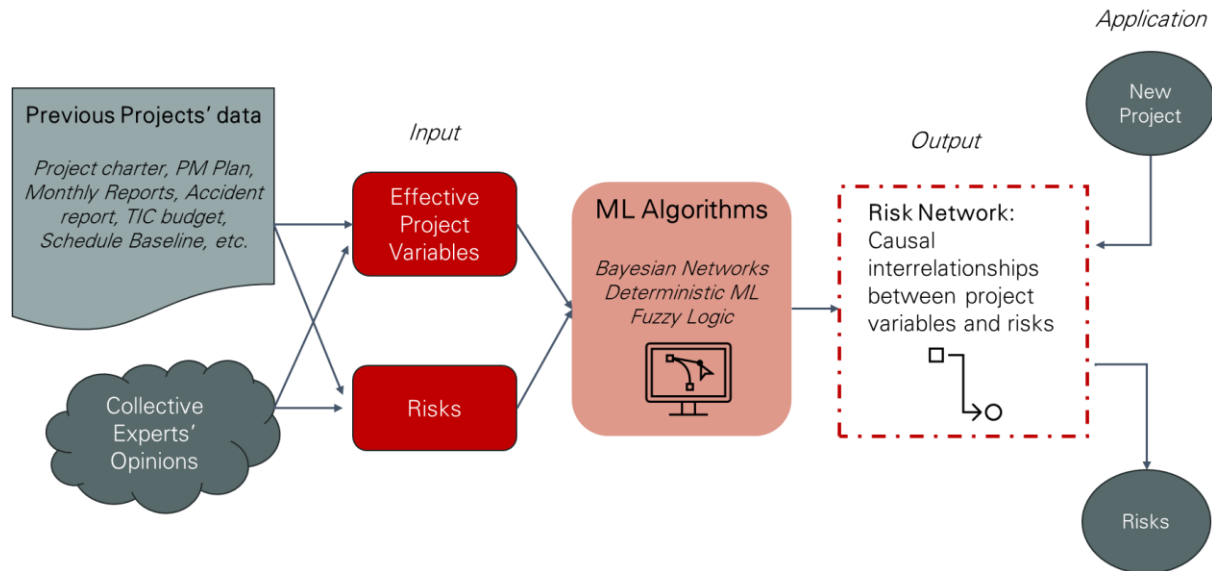 Application
New
Project
Previous Projects' data
Project charter, PM Plan,
Monthly Reports, Accident
report, TIC budget,
Schedule Baseline, etc.
Input
Output
Effective
Project
Variables
ML Algorithms
Bayesian Networks
Deterministic ML
Fuzzy Logic
Risk Network:
Causal
interrelationships
between project
variables and risks
Collective
Experts'
Opinions
Risks
Risks